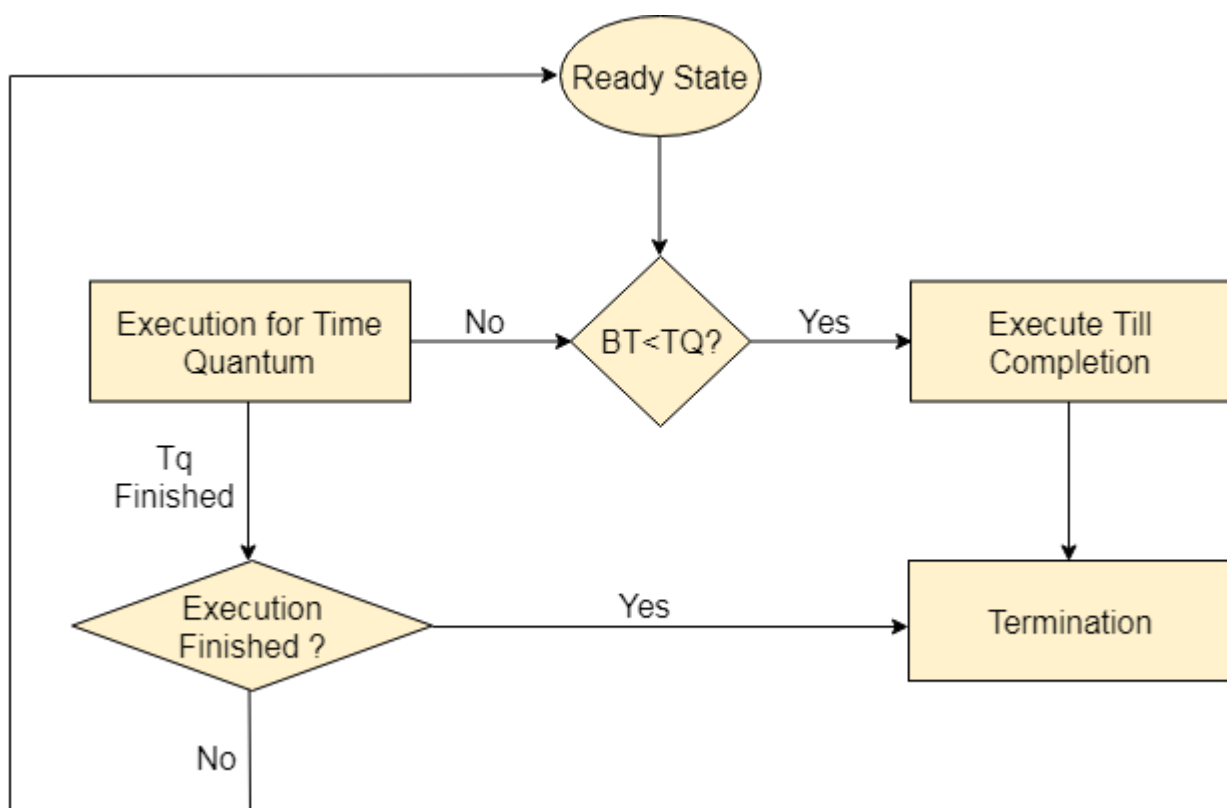 Ready State
Execution for Time
Quantum
No
BT<TQ?
Yes
Execute Till
Completion
Tq
Finished
Execution
Finished ?
Yes
Termination
No